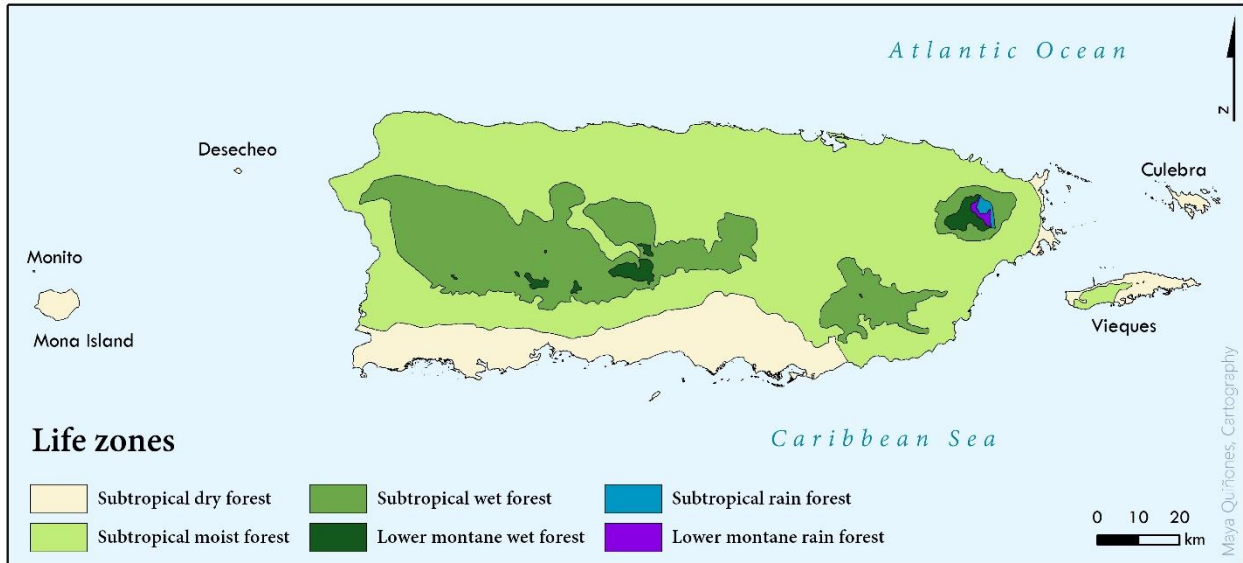 Atlantic Ocean
N
Desecheo
Culebra
Monito
Mona Island
Vieques
Caribbean Sea
Life zones
Subtropical dry forest
Subtropical wet forest
Subtropical rain forest
Subtropical moist forest
Lower montane wet forest
Lower montane rain forest
0 10 20
km
Maya Quiñones, Cartography